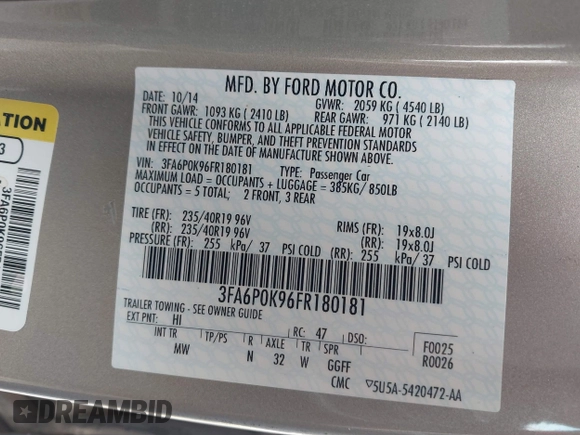 MFD. BY FORD MOTOR CO.
DATE: 10/14
GVWR: 2059 KG ( 4540 LB)
FRONT GAWR: 1093 KG ( 2410 LB)
REAR GAWR: 971 KG ( 2140 LB)
THIS VEHICLE CONFORMS TO ALL APPLICABLE FEDERAL MOTOR
VEHICLE SAFETY, BUMPER, AND THEFT PREVENTION STANDARDS
IN EFFECT ON THE DATE OF MANUFACTURE SHOWN ABOVE.
VIN: 3FA6P0K96FR180181 TYPE: Passenger Car
MAXIMUM LOAD = OCCUPANTS + LUGGAGE = 385KG/ 850LB
OCCUPANTS = 5 TOTAL; 2 FRONT, 3 REAR
TIRE (FR): 235/40R19 96V RIMS (FR): 19x8.0J
(RR): 235/40R19 96V (RR): 19x8.0J
PRESSURE (FR): 255 kPa/ 37 PSI COLD (RR): 255 kPa/ 37 PSI COLD
3FA6P0K96FR180181
TRAILER TOWING - SEE OWNER GUIDE
EXT PNT: HI RC: 47 DSO:
F0025
R0026
INT TR TP/PS R AXLE TR SPR
MW N 32 W GGFF
CMC ▽5U5A-5420472-AA
ATION
3
DREAMBID